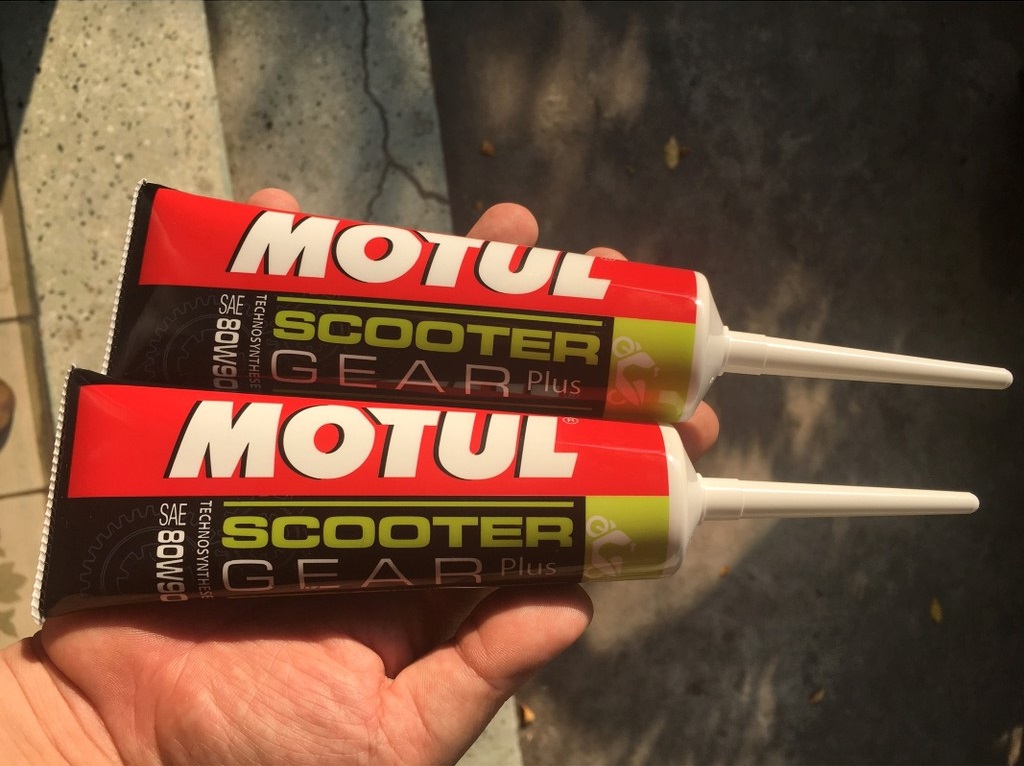 MOTUL
SAE
80W90
TECHNOSYNTHESE
SCOOTER
GEAR Plus
MOTUL®
SAE
80W90
TECHNOSYNTHESE
SCOOTER
GEAR Plus